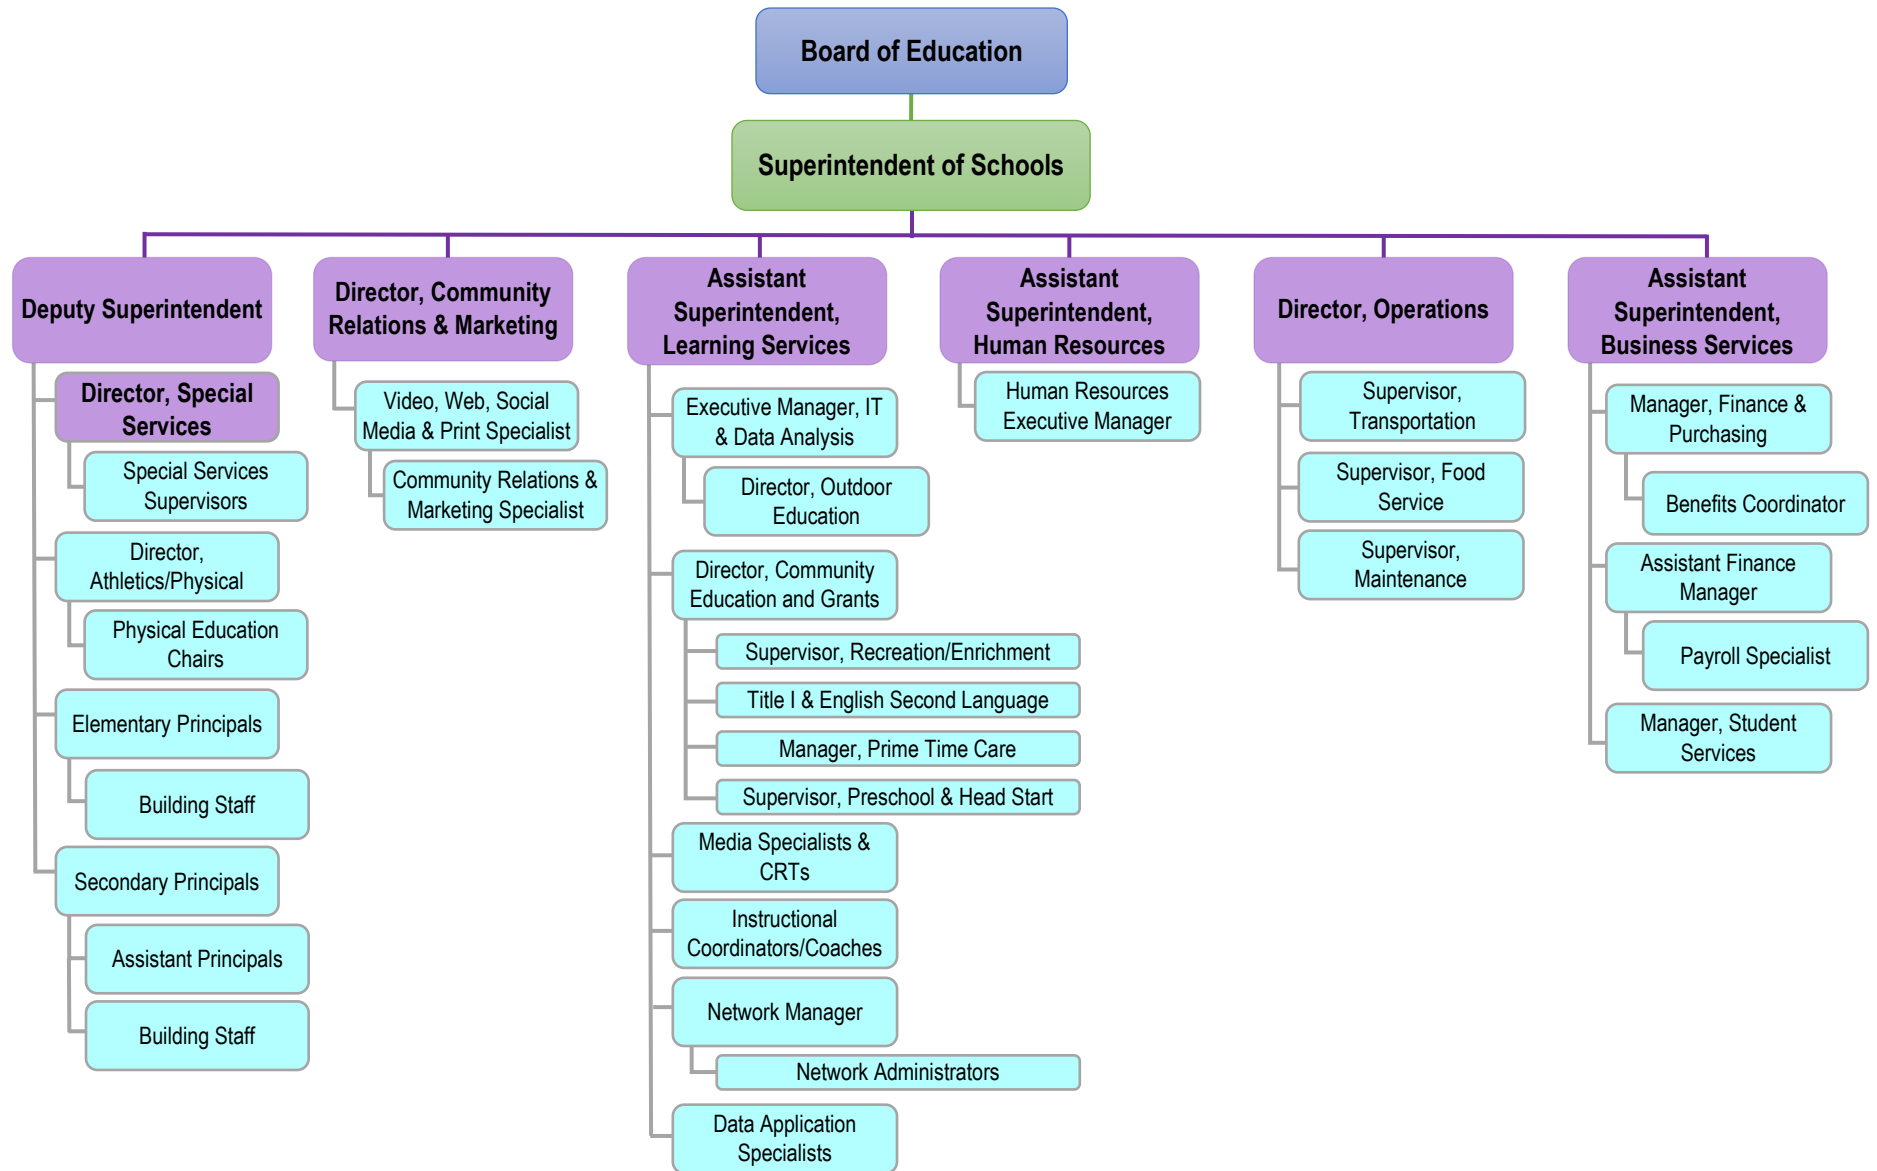 Board of Education
Superintendent of Schools
Deputy Superintendent
Director, Special
Services
Special Services
Supervisors
Director,
Athletics/Physical
Physical Education
Chairs
Elementary Principals
Building Staff
Secondary Principals
Assistant Principals
Building Staff
Director, Community
Relations & Marketing
Video, Web, Social
Media & Print Specialist
Community Relations &
Marketing Specialist
Assistant
Superintendent,
Learning Services
Executive Manager, IT
& Data Analysis
Director, Outdoor
Education
Director, Community
Education and Grants
Supervisor, Recreation/Enrichment
Title I & English Second Language
Manager, Prime Time Care
Supervisor, Preschool & Head Start
Media Specialists &
CRTs
Instructional
Coordinators/Coaches
Network Manager
Network Administrators
Data Application
Specialists
Assistant
Superintendent,
Human Resources
Human Resources
Executive Manager
Director, Operations
Supervisor,
Transportation
Supervisor, Food
Service
Supervisor,
Maintenance
Assistant
Superintendent,
Business Services
Manager, Finance &
Purchasing
Benefits Coordinator
Assistant Finance
Manager
Payroll Specialist
Manager, Student
Services